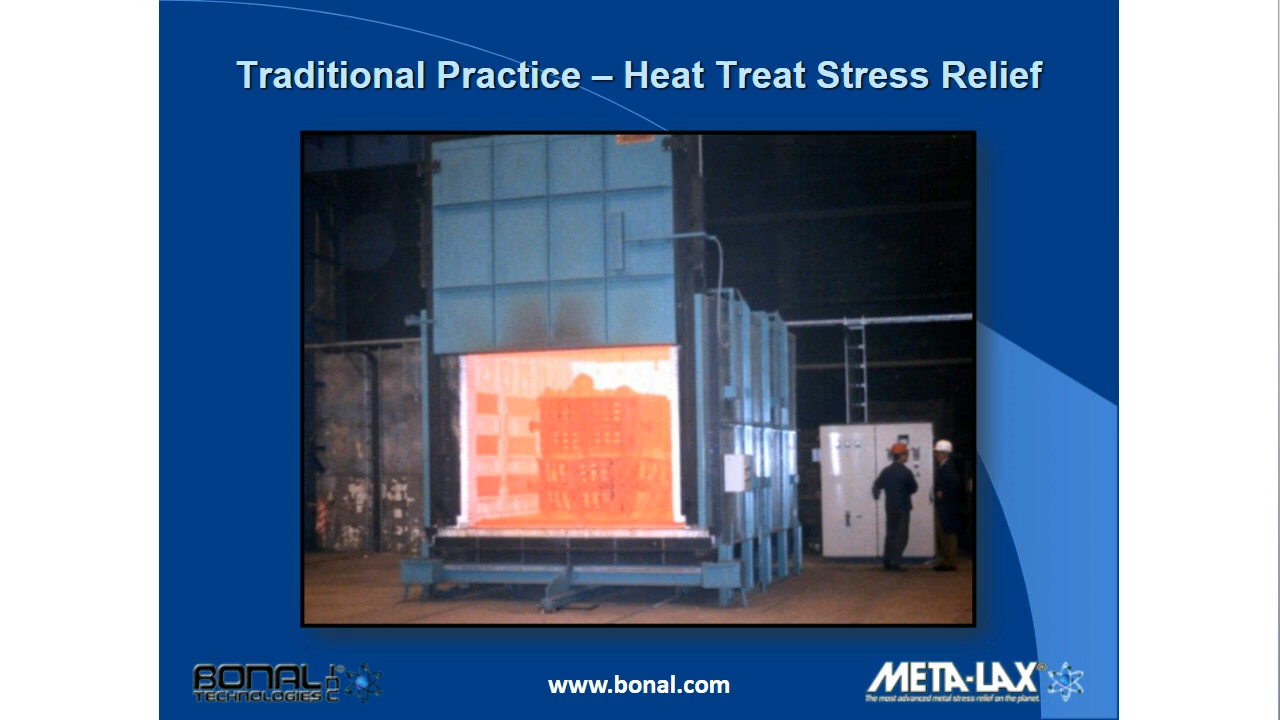 Traditional Practice – Heat Treat Stress Relief
BONAL INC
TECHNOLOGIES
www.bonal.com
META-LAX®
The most advanced metal stress relief on the planet.